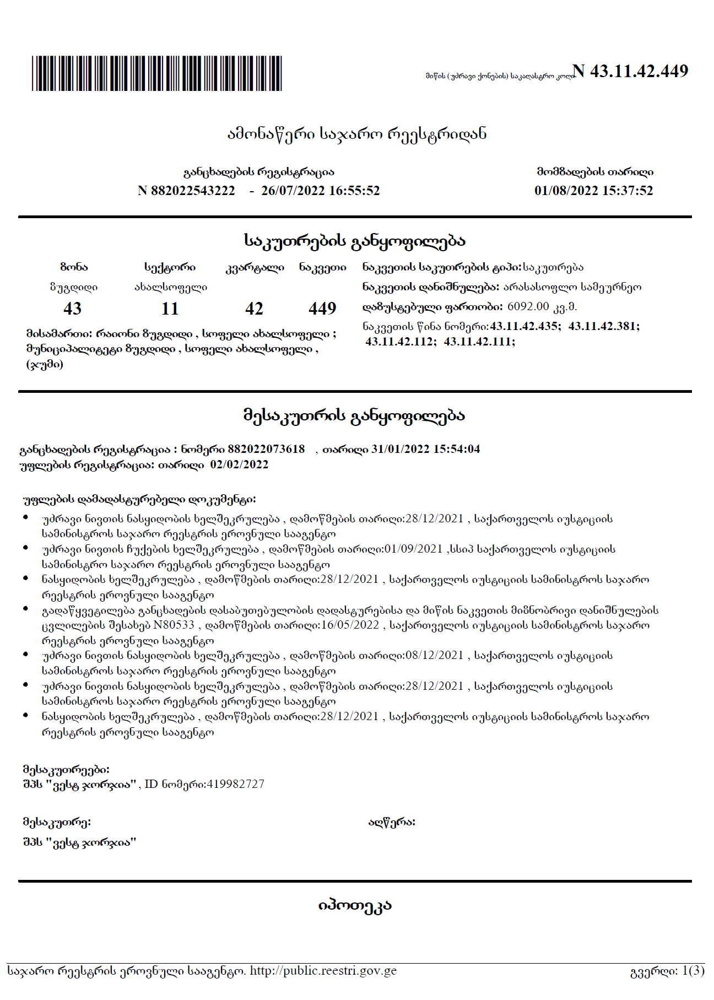 მიწის (უძრავი ქონების) საკადასტრო კოდი N 43.11.42.449
ამონაწერი საჯარო რეესტრიდან
განცხადების რეგისტრაცია მომზადების თარიღი
N 882022543222 - 26/07/2022 16:55:52 01/08/2022 15:37:52
საკუთრების განყოფილება
ზონა სექტორი კვარტალი ნაკვეთი
ზუგდიდი ახალსოფელი
43 11 42 449
მისამართი: რაიონი ზუგდიდი , სოფელი ახალსოფელი ;
მუნიციპალიტეტი ზუგდიდი , სოფელი ახალსოფელი ,
(ჯუმი)
ნაკვეთის საკუთრების ტიპი:საკუთრება
ნაკვეთის დანიშნულება: არასასოფლო სამეურნეო
დაზუსტებული ფართობი: 6092.00 კვ.მ.
ნაკვეთის წინა ნომერი:43.11.42.435; 43.11.42.381;
43.11.42.112; 43.11.42.111;
მესაკუთრის განყოფილება
განცხადების რეგისტრაცია : ნომერი 882022073618 , თარიღი 31/01/2022 15:54:04
უფლების რეგისტრაცია: თარიღი 02/02/2022
უფლების დამადასტურებელი დოკუმენტი:
• უძრავი ნივთის ნასყიდობის ხელშეკრულება , დამოწმების თარიღი:28/12/2021 , საქართველოს იუსტიციის
სამინისტროს საჯარო რეესტრის ეროვნული სააგენტო
• უძრავი ნივთის ჩუქების ხელშეკრულება , დამოწმების თარიღი:01/09/2021 ,სსიპ საქართველოს იუსტიციის
სამინისტრო საჯარო რეესტრის ეროვნული სააგენტო
• ნასყიდობის ხელშეკრულება , დამოწმების თარიღი:28/12/2021 , საქართველოს იუსტიციის სამინისტროს საჯარო
რეესტრის ეროვნული სააგენტო
• გადაწყვეტილება განცხადების დასაბუთებულობის დადასტურებისა და მიწის ნაკვეთის მიზნობრივი დანიშნულების
ცვლილების შესახებ N80533 , დამოწმების თარიღი:16/05/2022 , საქართველოს იუსტიციის სამინისტროს საჯარო
რეესტრის ეროვნული სააგენტო
• უძრავი ნივთის ნასყიდობის ხელშეკრულება , დამოწმების თარიღი:08/12/2021 , საქართველოს იუსტიციის
სამინისტროს საჯარო რეესტრის ეროვნული სააგენტო
• უძრავი ნივთის ნასყიდობის ხელშეკრულება , დამოწმების თარიღი:28/12/2021 , საქართველოს იუსტიციის
სამინისტროს საჯარო რეესტრის ეროვნული სააგენტო
• ნასყიდობის ხელშეკრულება , დამოწმების თარიღი:28/12/2021 , საქართველოს იუსტიციის სამინისტროს საჯარო
რეესტრის ეროვნული სააგენტო
მესაკუთრეები:
შპს "ვესტ ჯორჯია" , ID ნომერი:419982727
მესაკუთრე: აღწერა:
შპს "ვესტ ჯორჯია"
იპოთეკა
საჯარო რეესტრის ეროვნული სააგენტო. http://public.reestri.gov.ge გვერდი: 1(3)